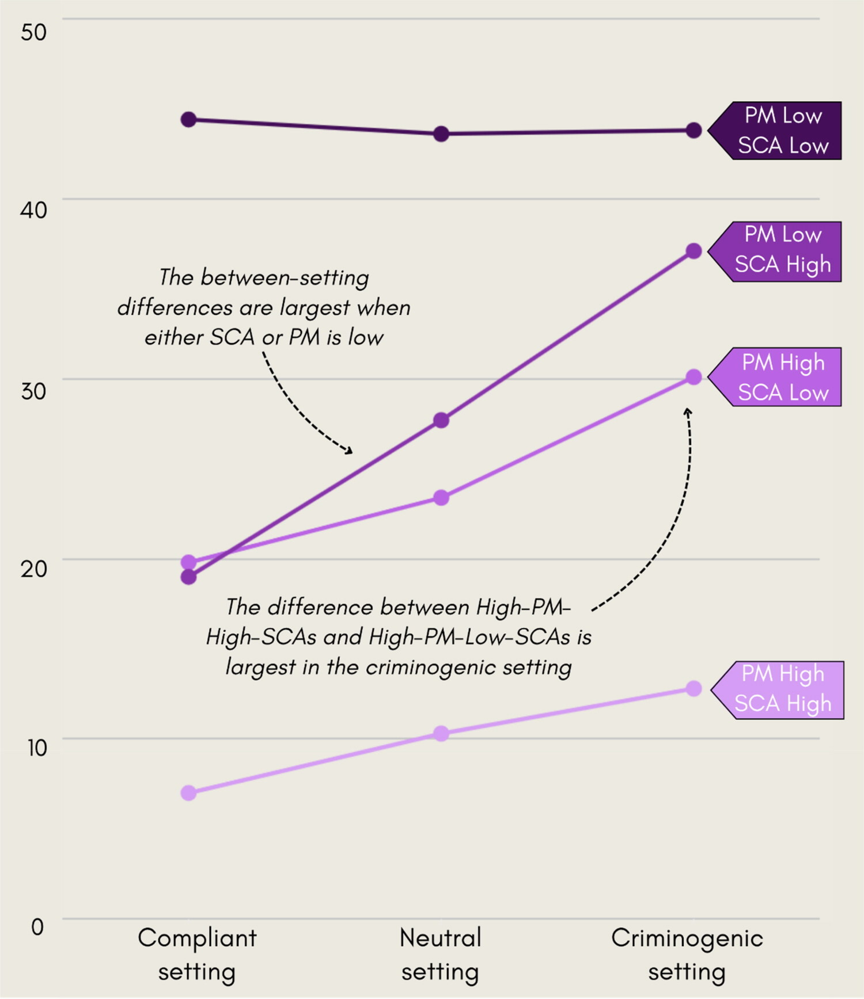 50
PM Low
SCA Low
40
PM Low
SCA High
The between-setting
differences are largest when
either SCA or PM is low
PM High
SCA Low
30
20
The difference between High-PM-
High-SCAs and High-PM-Low-SCAs is
largest in the criminogenic setting
PM High
SCA High
10
0
Compliant
setting
Neutral
setting
Criminogenic
setting